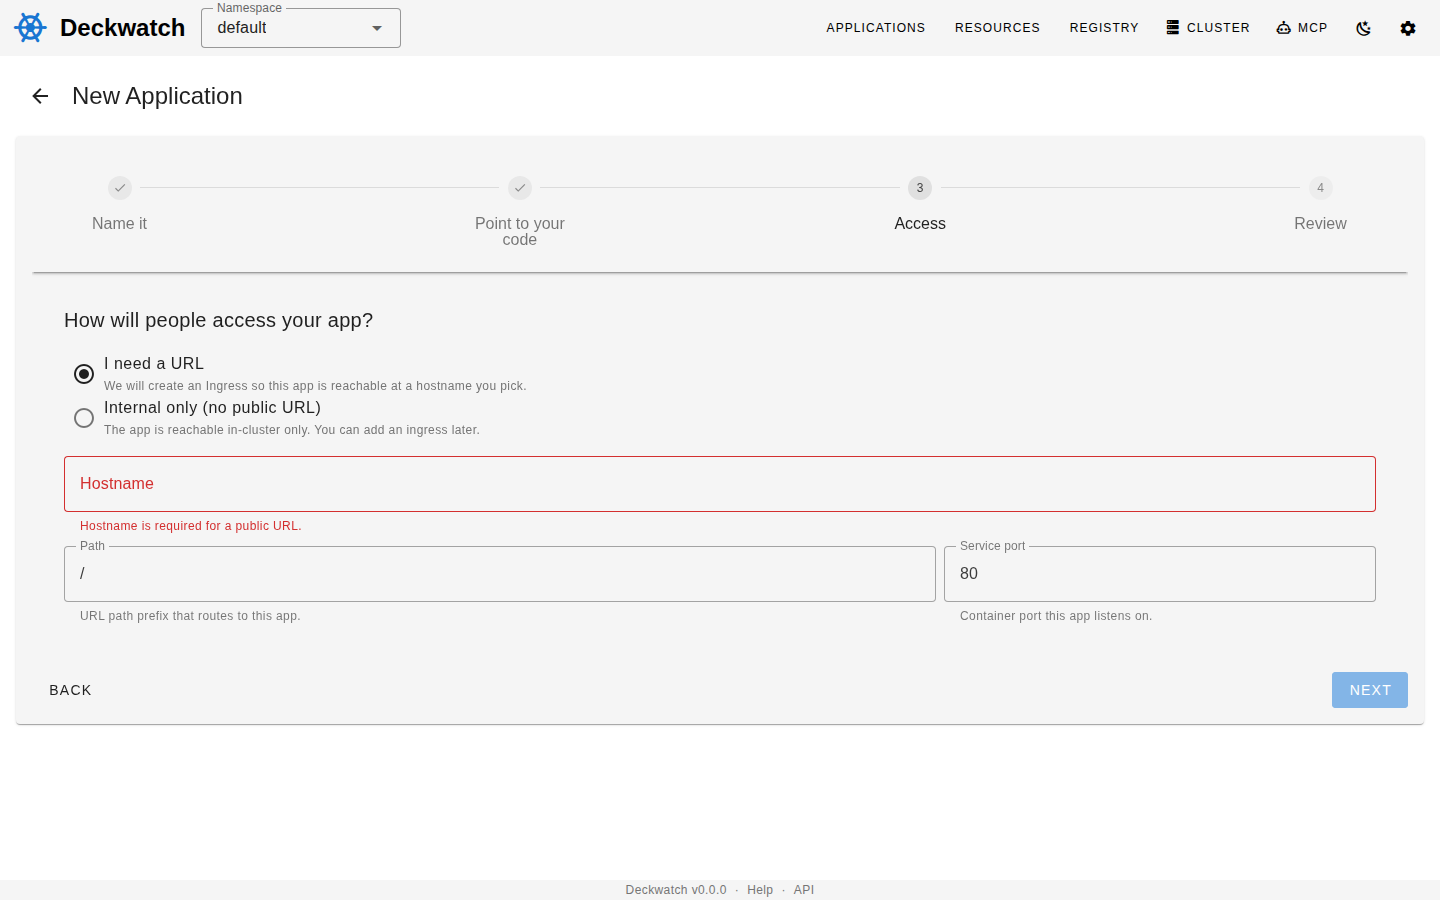 Deckwatch
Namespace
default
APPLICATIONS
RESOURCES
REGISTRY
CLUSTER
MCP
New Application
3
4
Name it
Point to your
code
Access
Review
How will people access your app?
I need a URL
We will create an Ingress so this app is reachable at a hostname you pick.
Internal only (no public URL)
The app is reachable in-cluster only. You can add an ingress later.
Hostname
Hostname is required for a public URL.
Path
/
URL path prefix that routes to this app.
Service port
80
Container port this app listens on.
BACK
NEXT
Deckwatch v0.0.0 · Help · API